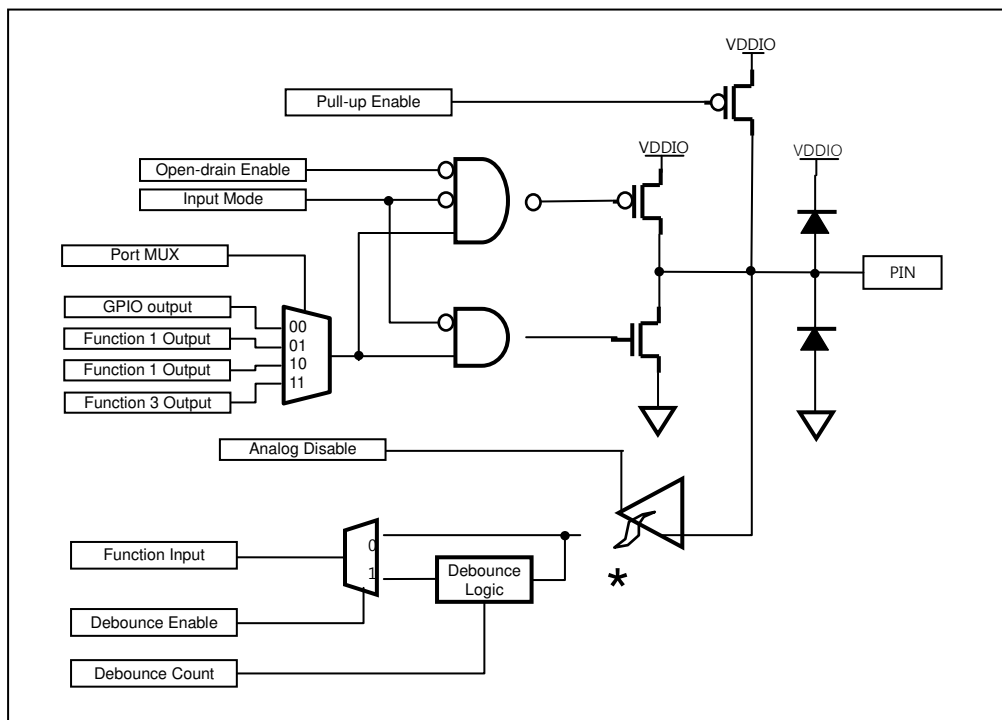 VDDIO
Pull-up Enable
VDDIO
VDDIO
Open-drain Enable
Input Mode
Port MUX
PIN
GPIO output
00
Function 1 Output
01
Function 1 Output
10
Function 3 Output
11
Analog Disable
Function Input
0
1
Debounce
Logic
*
Debounce Enable
Debounce Count